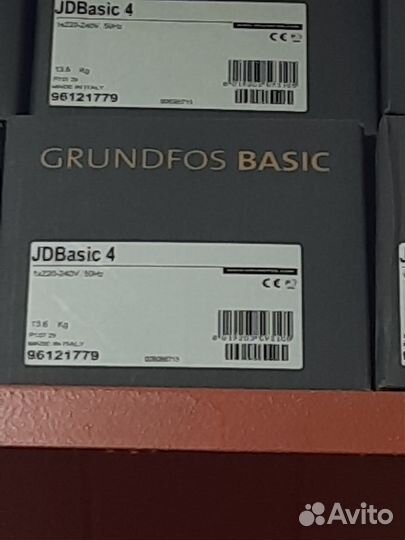 JDBasic 4
1x220-240V, 50Hz
CE
13.6 Kg
MADE IN ITALY
96121779
GRUNDFOS BASIC
JDBasic 4
1x220-240V, 50Hz
CE
13.6 Kg
MADE IN ITALY
96121779
Avito